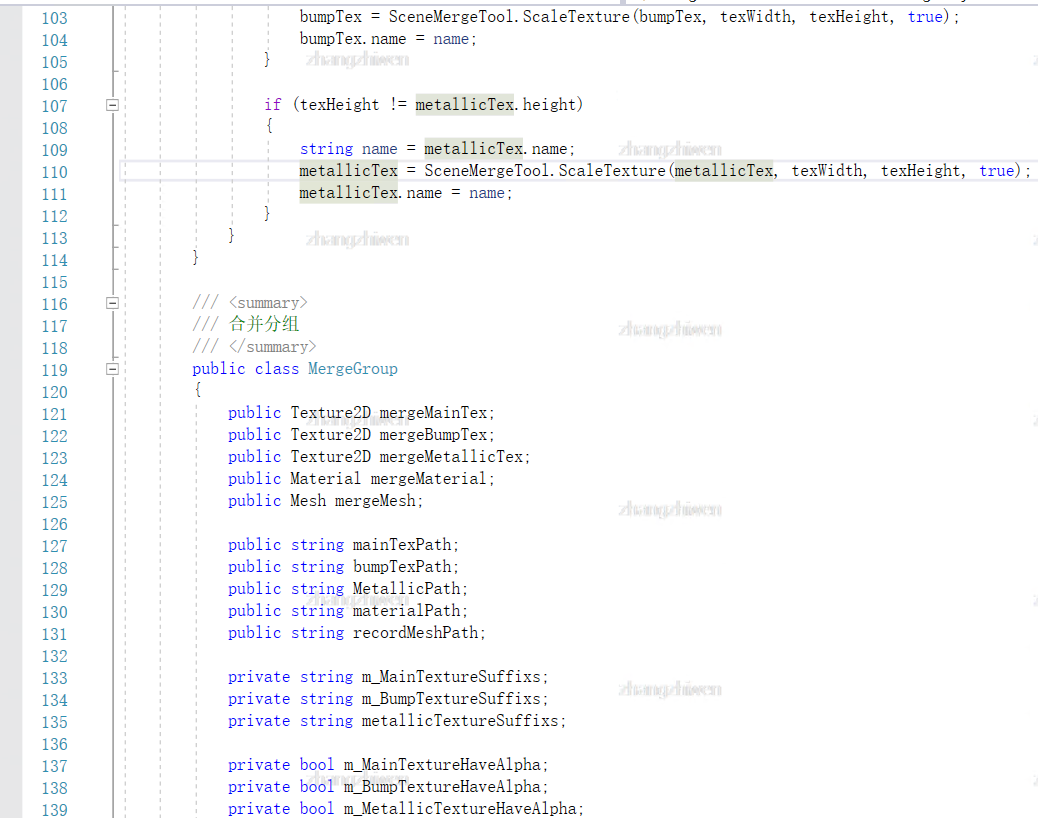 103 bumpTex = SceneMergeTool.ScaleTexture(bumpTex, texWidth, texHeight, true);
104 bumpTex.name = name;
105 }
106
107 if (texHeight != metallicTex.height)
108 {
109 string name = metallicTex.name;
110 metallicTex = SceneMergeTool.ScaleTexture(metallicTex, texWidth, texHeight, true);
111 metallicTex.name = name;
112 }
113 }
114 }
115
116 /// <summary>
117 /// 合并分组
118 /// </summary>
119 public class MergeGroup
120 {
121 public Texture2D mergeMainTex;
122 public Texture2D mergeBumpTex;
123 public Texture2D mergeMetallicTex;
124 public Material mergeMaterial;
125 public Mesh mergeMesh;
126
127 public string mainTexPath;
128 public string bumpTexPath;
129 public string MetallicPath;
130 public string materialPath;
131 public string recordMeshPath;
132
133 private string m_MainTextureSuffixs;
134 private string m_BumpTextureSuffixs;
135 private string metallicTextureSuffixs;
136
137 private bool m_MainTextureHaveAlpha;
138 private bool m_BumpTextureHaveAlpha;
139 private bool m_MetallicTextureHaveAlpha;